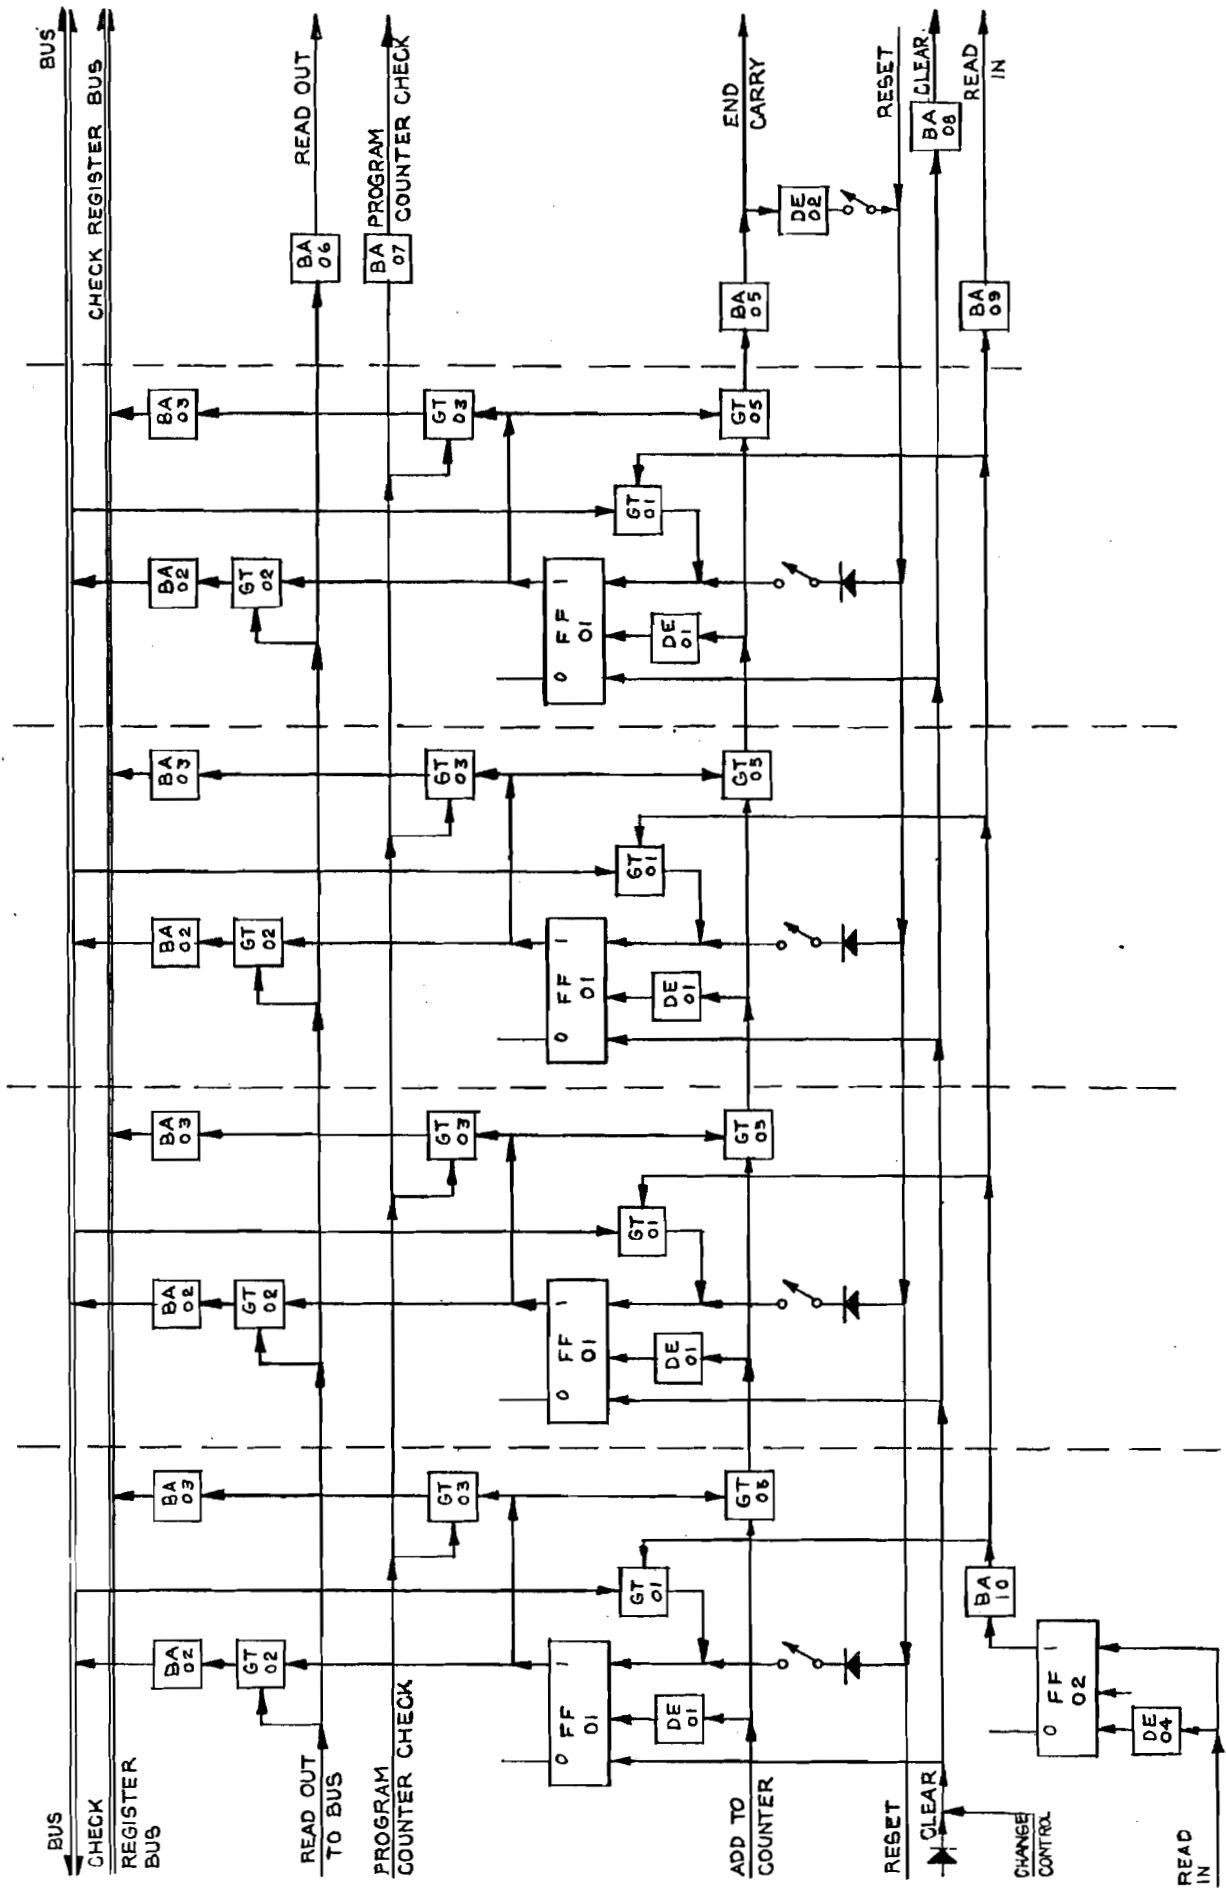 BUS
BUS
CHECK
REGISTER
BUS
CHECK REGISTER BUS
BA
02
BA
03
BA
02
BA
03
BA
02
BA
03
BA
02
BA
03
GT
02
GT
02
GT
02
GT
02
READ OUT
TO BUS
BA
06
READ OUT
PROGRAM
COUNTER CHECK
GT
03
GT
03
GT
03
GT
03
BA
07
PROGRAM
COUNTER CHECK
0 FF 1
01
0 FF 1
01
0 FF 1
01
0 FF 1
01
DE
01
GT
01
DE
01
GT
01
DE
01
GT
01
DE
01
GT
01
ADD TO
COUNTER
GT
05
GT
05
GT
05
GT
05
BA
05
END
CARRY
DE
02
RESET
RESET
CLEAR
BA
08
CLEAR
CHANGE
CONTROL
BA
10
BA
09
READ
IN
0 FF 1
02
DE
04
READ
IN